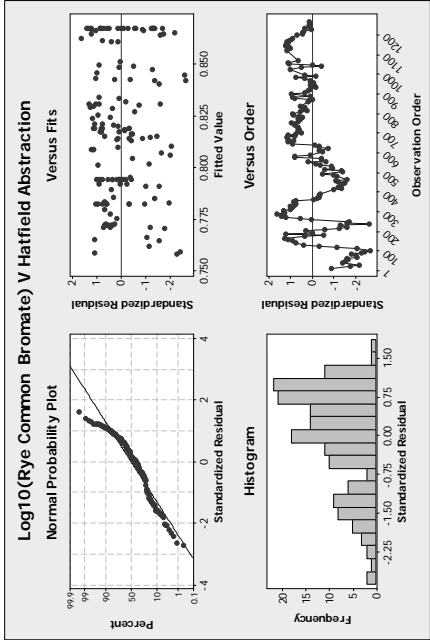 Log10(Rye Common Bromate) V Hatfield Abstraction
Normal Probability Plot
Percent
99.9
99
90
50
10
1
0.1
-4 -2 0 2 4
Standardized Residual
Versus Fits
Standardized Residual
2
1
0
-1
-2
0.750 0.775 0.800 0.825 0.850
Fitted Value
Histogram
Frequency
20
15
10
5
0
-2.25 -1.50 -0.75 0.00 0.75 1.50
Standardized Residual
Versus Order
Standardized Residual
2
1
0
-1
-2
1 100 200 300 400 500 600 700 800 900 1000 1100 1200
Observation Order